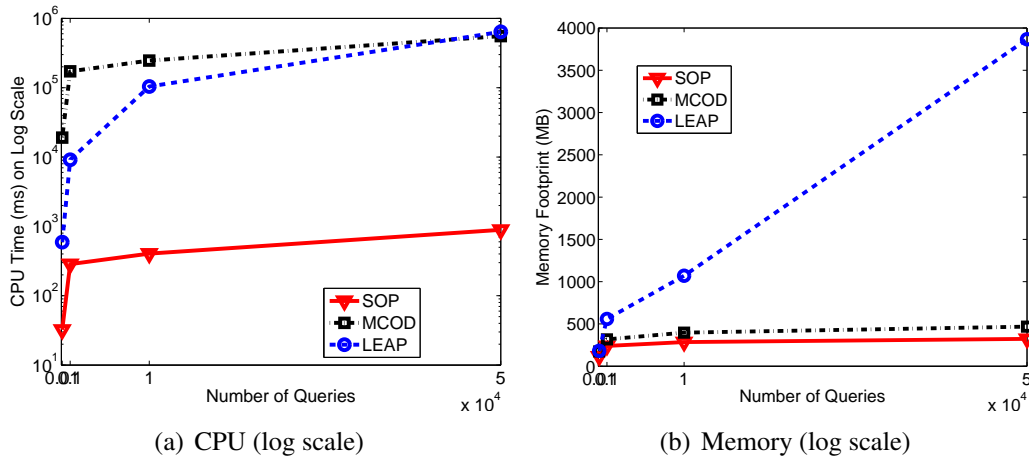 10^6
10^5
10^4
10^3
10^2
10^1
CPU Time (ms) on Log Scale
SOP
MCOD
LEAP
0.01 0.1 1 5
Number of Queries
x 10^4
(a) CPU (log scale)
4000
3500
3000
2500
2000
1500
1000
500
0
Memory Footprint (MB)
SOP
MCOD
LEAP
0.01 0.1 1 5
Number of Queries
x 10^4
(b) Memory (log scale)